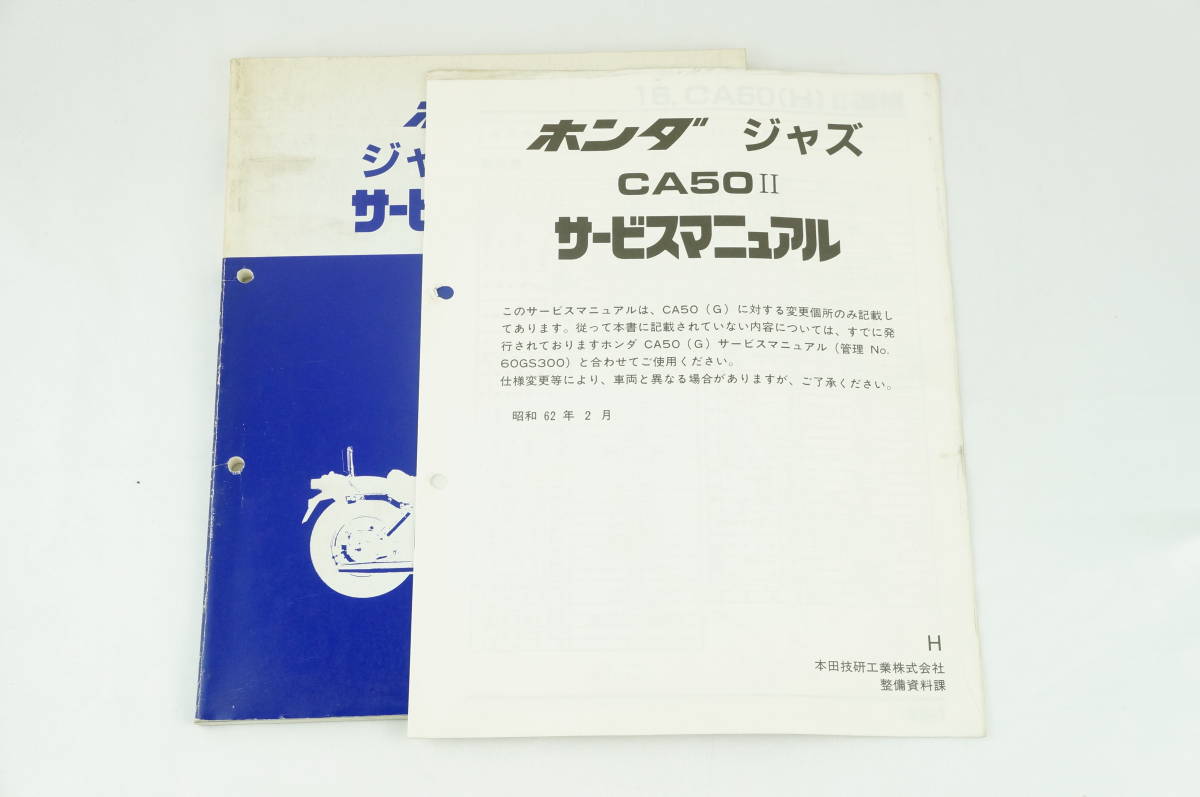 ジャ
サービ
ホンダ ジャズ
CA50 II
サービスマニュアル
このサービスマニュアルは、CA50(G)に対する変更個所のみ記載し
てあります。従って本書に記載されていない内容については、すでに発
行されておりますホンダ CA50(G)サービスマニュアル(管理 No.
60GS300)と合わせてご使用ください。
仕様変更等により、車両と異なる場合がありますが、ご了承ください。
昭和 62 年 2 月
H
本田技研工業株式会社
整備資料課